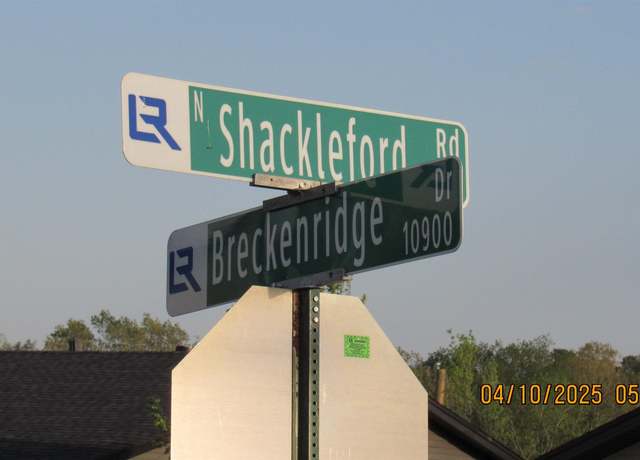 LR N Shackleford Rd
LR Breckenridge Dr
10900
04/10/2025 05